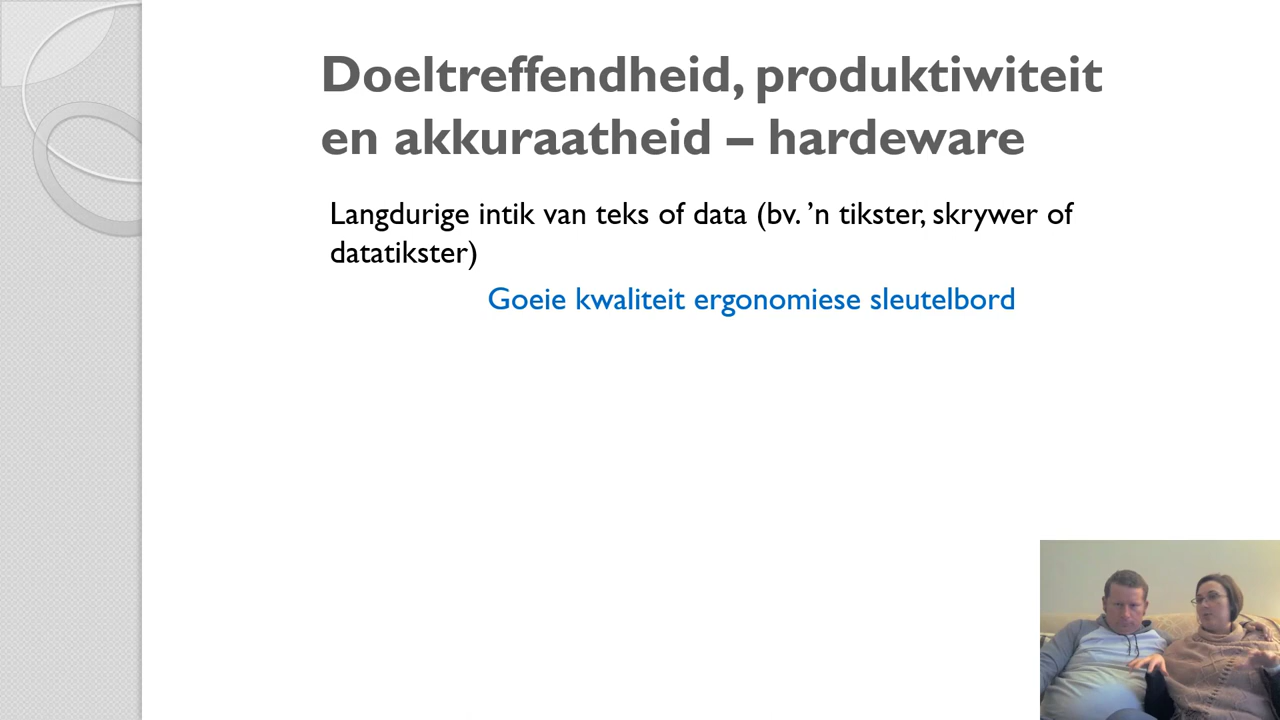 Doeltreffendheid, produktiwiteit
en akkuraatheid – hardeware
Langdurige intik van teks of data (bv. ’n tikster, skrywer of
datatikster)
Goeie kwaliteit ergonomiese sleutelbord